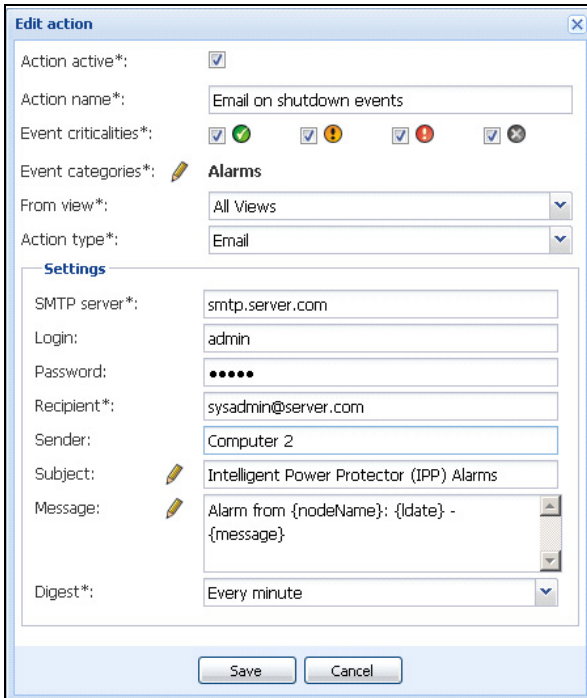 Edit action
Action active*:
Action name*: Email on shutdown events
Event criticalities*:
Event categories*: Alarms
From view*: All Views
Action type*: Email
Settings
SMTP server*: smtp.server.com
Login: admin
Password: •••••
Recipient*: sysadmin@server.com
Sender: Computer 2
Subject: Intelligent Power Protector (IPP) Alarms
Message: Alarm from {nodeName}: {ldate} -
{message}
Digest*: Every minute
Save Cancel